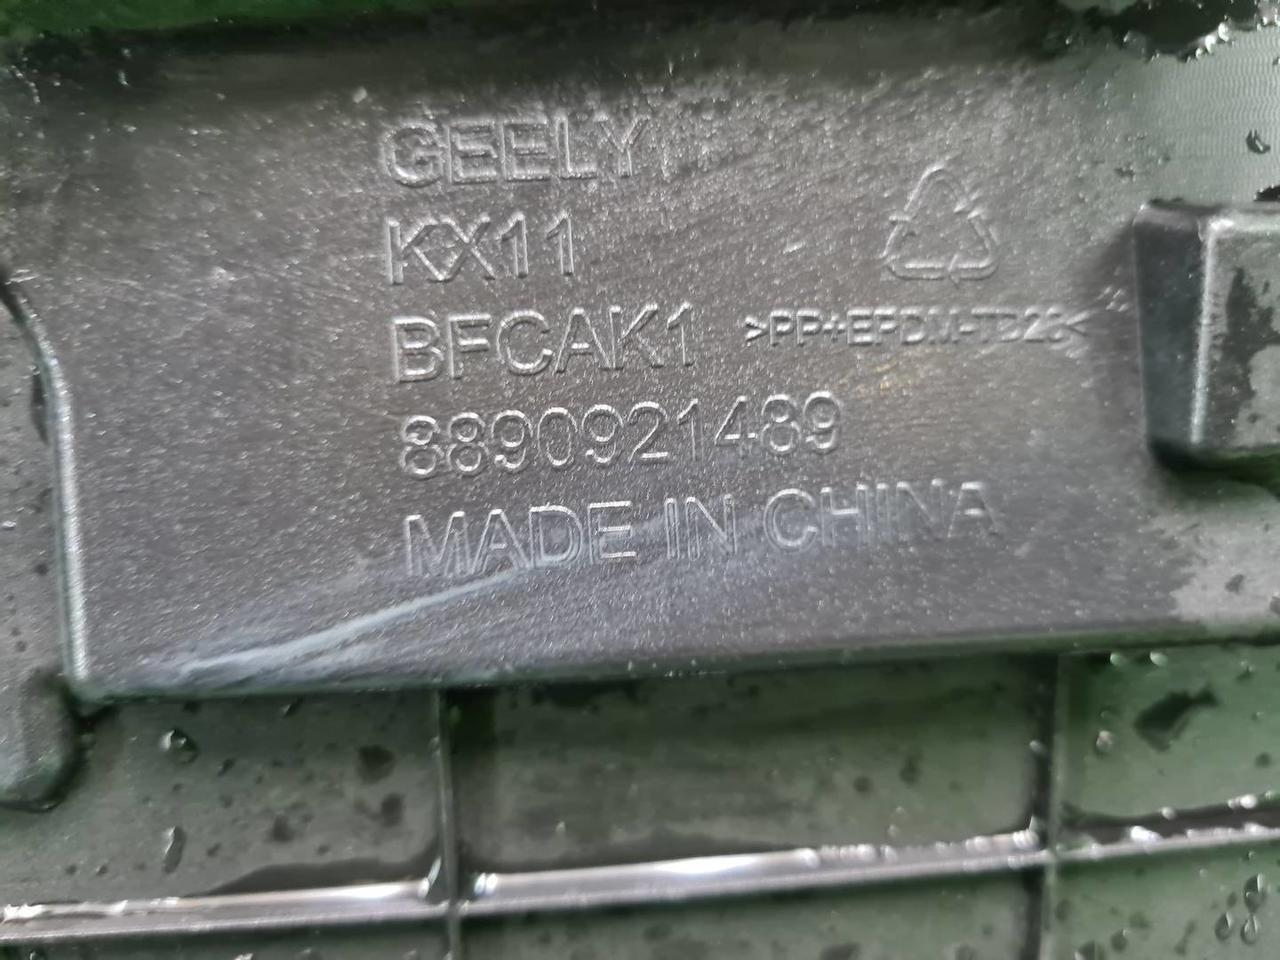 GEELY
KX11
BFCAK1
>PP+EPDM-TD20<
8890921489
MADE IN CHINA